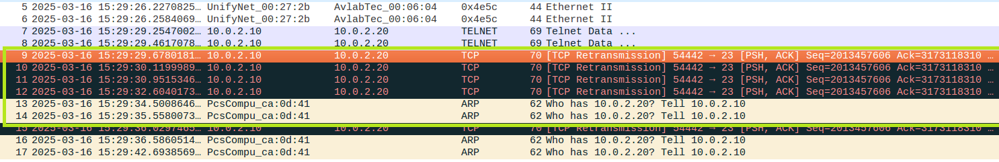 5 2025-03-16 15:29:26.2270825… UnifyNet_00:27:2b AvlabTec_00:06:04 0x4e5c 44 Ethernet II
6 2025-03-16 15:29:26.2584069… UnifyNet_00:27:2b AvlabTec_00:06:04 0x4e5c 44 Ethernet II
7 2025-03-16 15:29:29.2547002… 10.0.2.10 10.0.2.20 TELNET 69 Telnet Data ...
8 2025-03-16 15:29:29.4617078… 10.0.2.10 10.0.2.20 TELNET 69 Telnet Data ...
9 2025-03-16 15:29:29.6780181… 10.0.2.10 10.0.2.20 TCP 70 [TCP Retransmission] 54442 → 23 [PSH, ACK] Seq=2013457606 Ack=3173118310 …
10 2025-03-16 15:29:30.1199989… 10.0.2.10 10.0.2.20 TCP 70 [TCP Retransmission] 54442 → 23 [PSH, ACK] Seq=2013457606 Ack=3173118310 …
11 2025-03-16 15:29:30.9515346… 10.0.2.10 10.0.2.20 TCP 70 [TCP Retransmission] 54442 → 23 [PSH, ACK] Seq=2013457606 Ack=3173118310 …
12 2025-03-16 15:29:32.6040173… 10.0.2.10 10.0.2.20 TCP 70 [TCP Retransmission] 54442 → 23 [PSH, ACK] Seq=2013457606 Ack=3173118310 …
13 2025-03-16 15:29:34.5008646… PcsCompu_ca:0d:41 ARP 62 Who has 10.0.2.20? Tell 10.0.2.10
14 2025-03-16 15:29:35.5580073… PcsCompu_ca:0d:41 ARP 62 Who has 10.0.2.20? Tell 10.0.2.10
15 2025-03-16 15:29:36.0297465… 10.0.2.10 10.0.2.20 TCP 70 [TCP Retransmission] 54442 → 23 [PSH, ACK] Seq=2013457606 Ack=3173118310 …
16 2025-03-16 15:29:36.5860514… PcsCompu_ca:0d:41 ARP 62 Who has 10.0.2.20? Tell 10.0.2.10
17 2025-03-16 15:29:42.6938569… PcsCompu_ca:0d:41 ARP 62 Who has 10.0.2.20? Tell 10.0.2.10